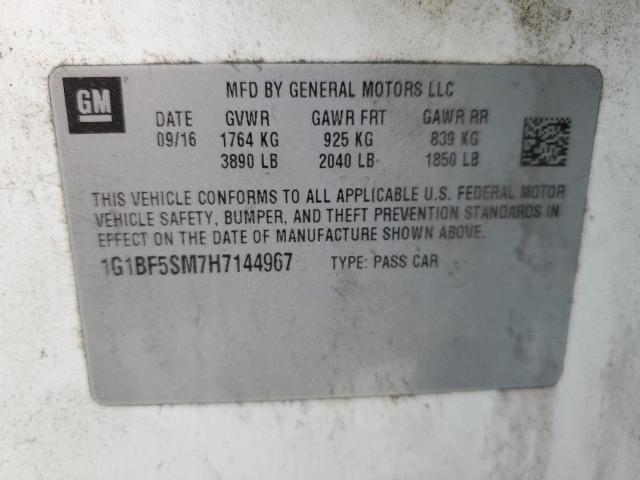 GM
MFD BY GENERAL MOTORS LLC
DATE GVWR GAWR FRT GAWR RR
09/16 1764 KG 925 KG 839 KG
3890 LB 2040 LB 1850 LB
THIS VEHICLE CONFORMS TO ALL APPLICABLE U.S. FEDERAL MOTOR
VEHICLE SAFETY, BUMPER, AND THEFT PREVENTION STANDARDS IN
EFFECT ON THE DATE OF MANUFACTURE SHOWN ABOVE.
1G1BF5SM7H7144967 TYPE: PASS CAR